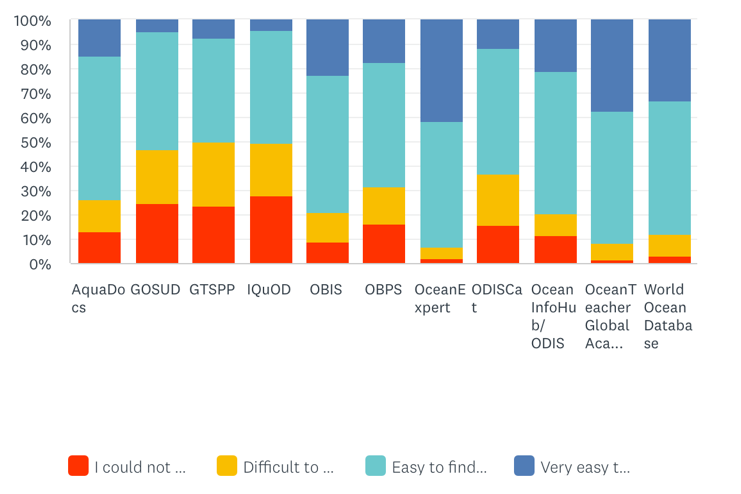 100%
90%
80%
70%
60%
50%
40%
30%
20%
10%
0%
AquaDo
cs
GOSUD
GTSPP
IQuOD
OBIS
OBPS
OceanE
xpert
ODISCa
t
Ocean
InfoHu
b/
ODIS
OceanT
eacher
Global
Aca...
World
Ocean
Databa
se
I could not ...
Difficult to ...
Easy to find...
Very easy t...